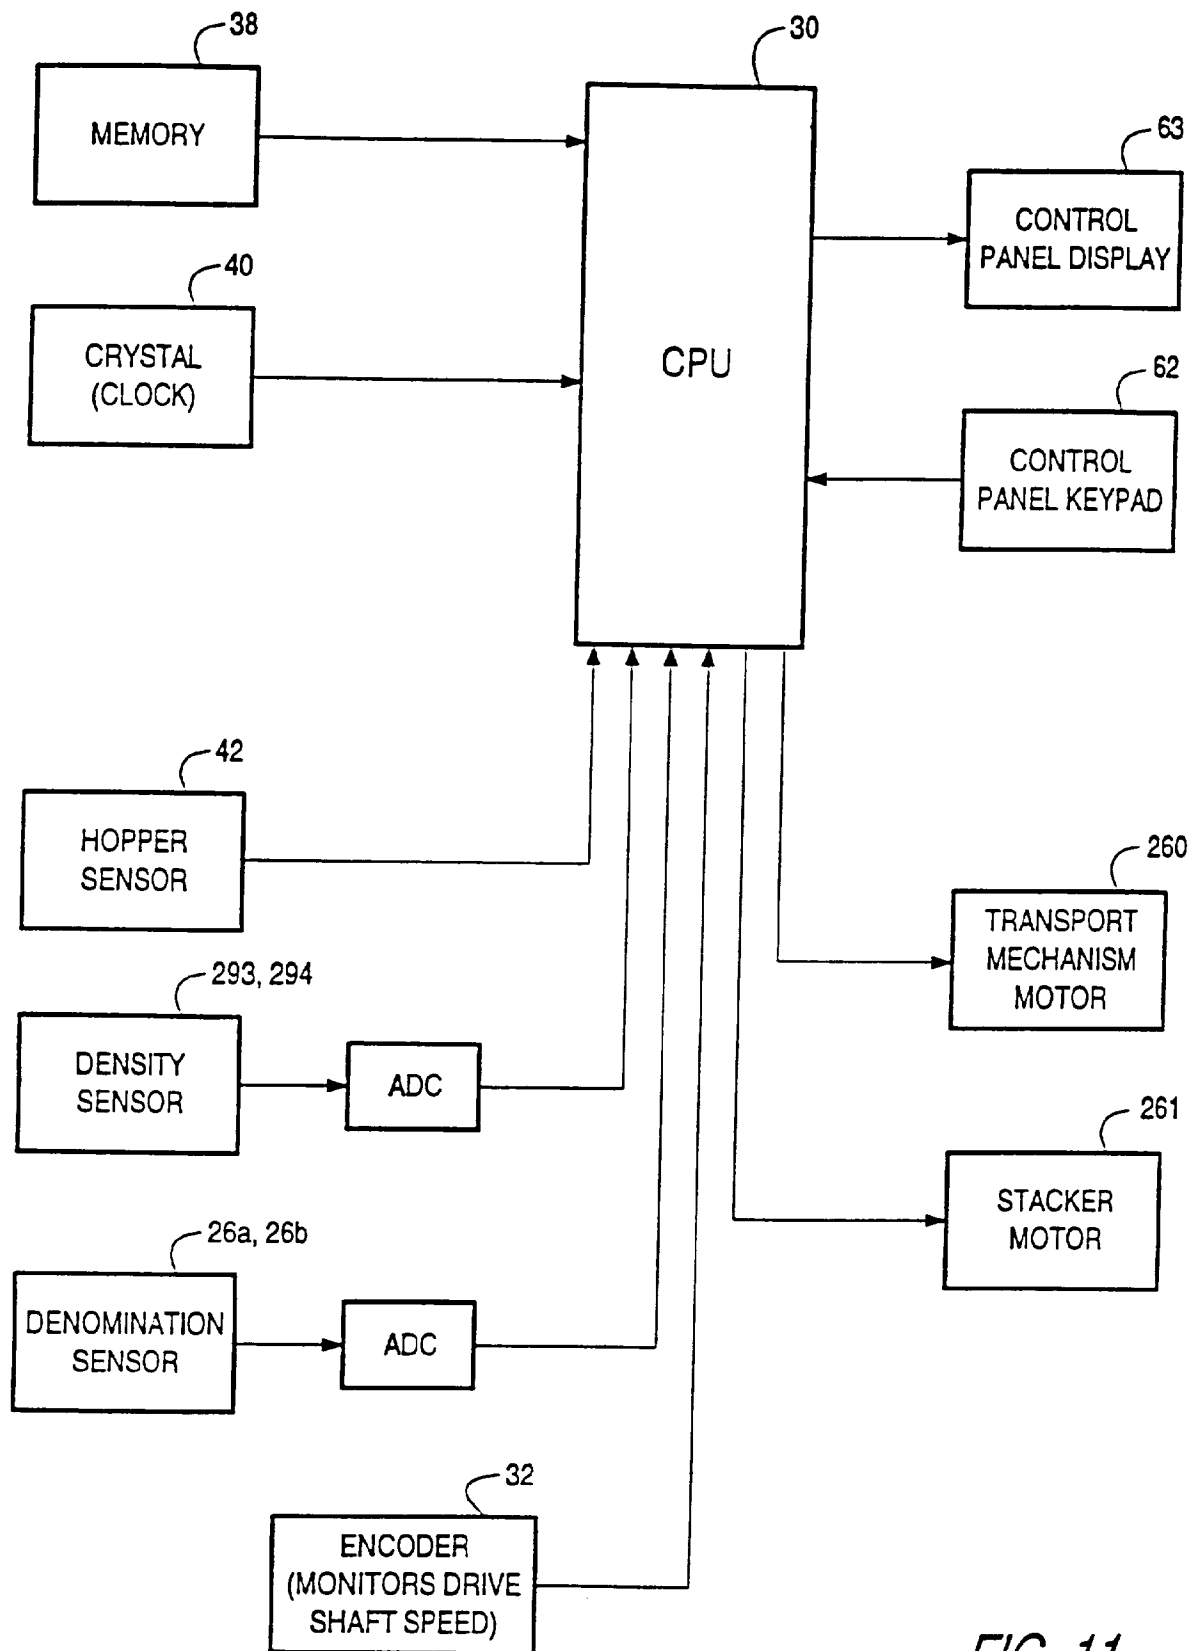 38
MEMORY
30
CPU
63
CONTROL
PANEL DISPLAY
40
CRYSTAL
(CLOCK)
62
CONTROL
PANEL KEYPAD
42
HOPPER
SENSOR
260
TRANSPORT
MECHANISM
MOTOR
293, 294
DENSITY
SENSOR
ADC
261
STACKER
MOTOR
26a, 26b
DENOMINATION
SENSOR
ADC
32
ENCODER
(MONITORS DRIVE
SHAFT SPEED)
FIG. 11